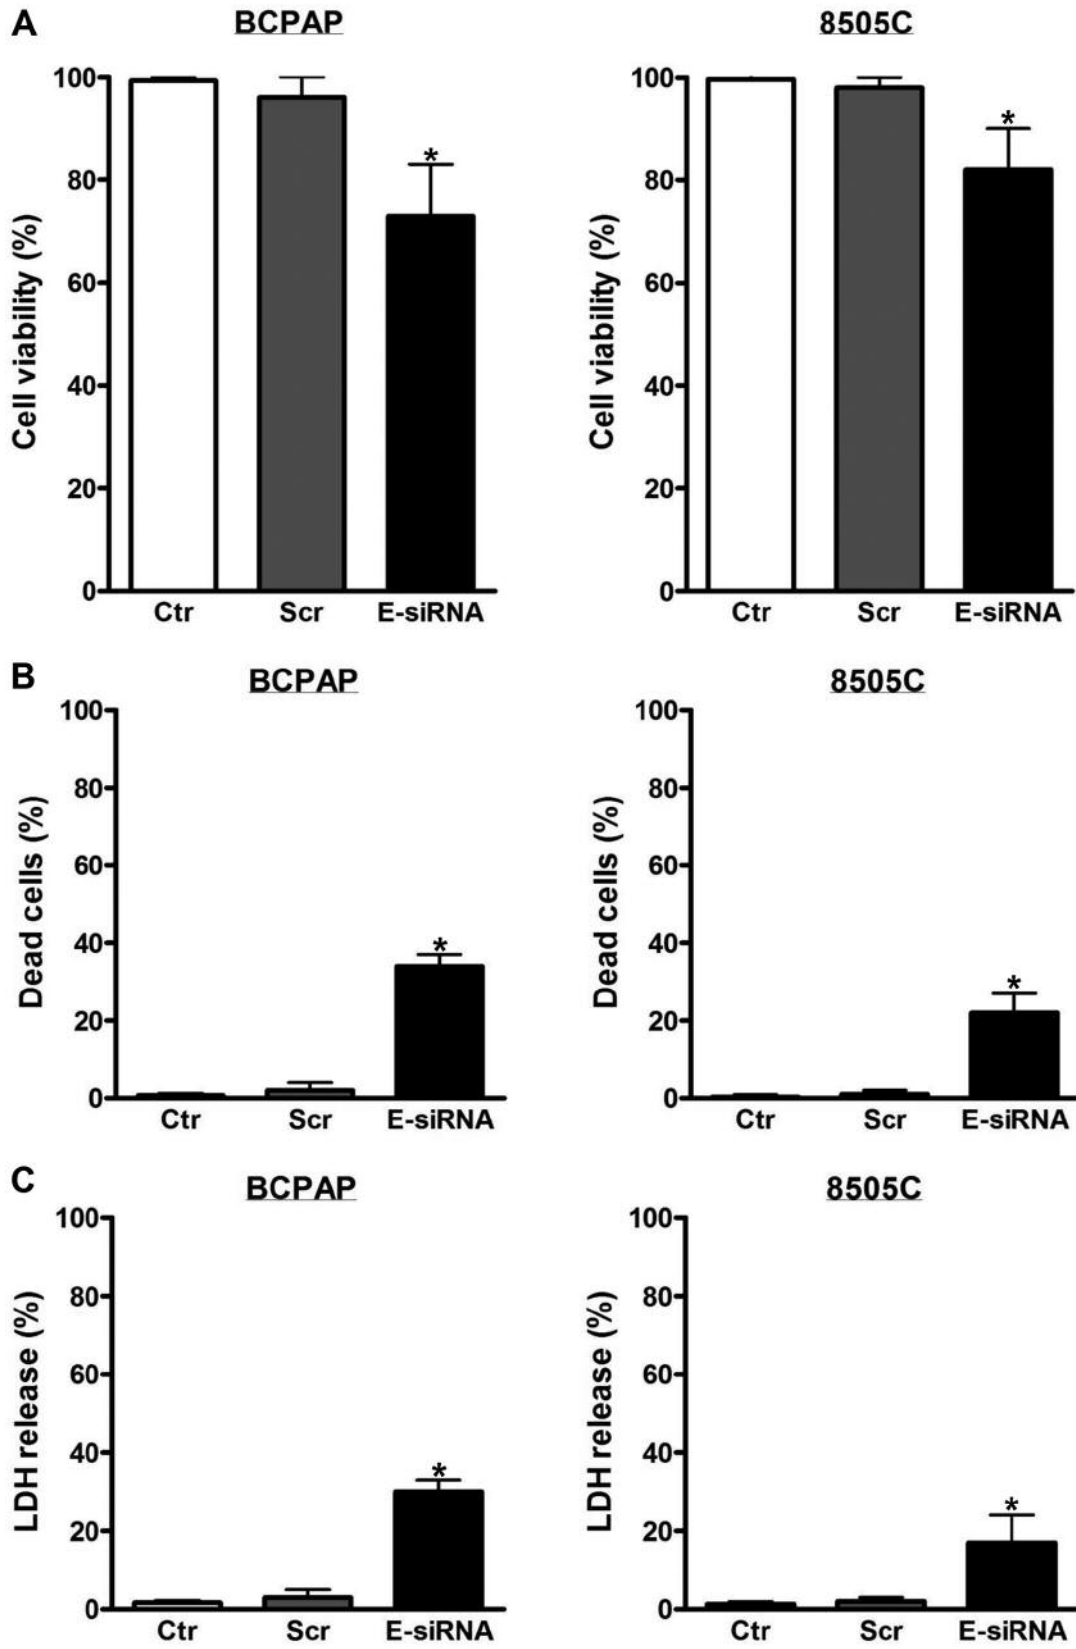 A
BCPAP
8505C
Cell viability (%)
100
80
60
40
20
0
*
Ctr Scr E-siRNA
Cell viability (%)
100
80
60
40
20
0
*
Ctr Scr E-siRNA
B
BCPAP
8505C
Dead cells (%)
100
80
60
40
20
0
*
Ctr Scr E-siRNA
Dead cells (%)
100
80
60
40
20
0
*
Ctr Scr E-siRNA
C
BCPAP
8505C
LDH release (%)
100
80
60
40
20
0
*
Ctr Scr E-siRNA
LDH release (%)
100
80
60
40
20
0
*
Ctr Scr E-siRNA